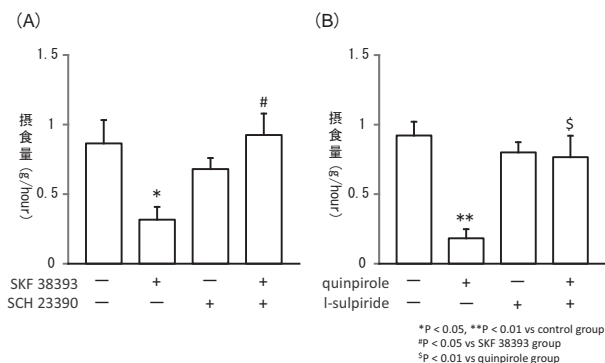 (A)
1.5
1
0.5
0
摂食量 (g/hour)
#
*
SKF 38393 — + — +
SCH 23390 — — + +
(B)
1.5
1
0.5
0
摂食量 (g/hour)
$
**
quinpirole — + — +
l-sulpiride — — + +
*P < 0.05, **P < 0.01 vs control group
#P < 0.05 vs SKF 38393 group
$P < 0.01 vs quinpirole group